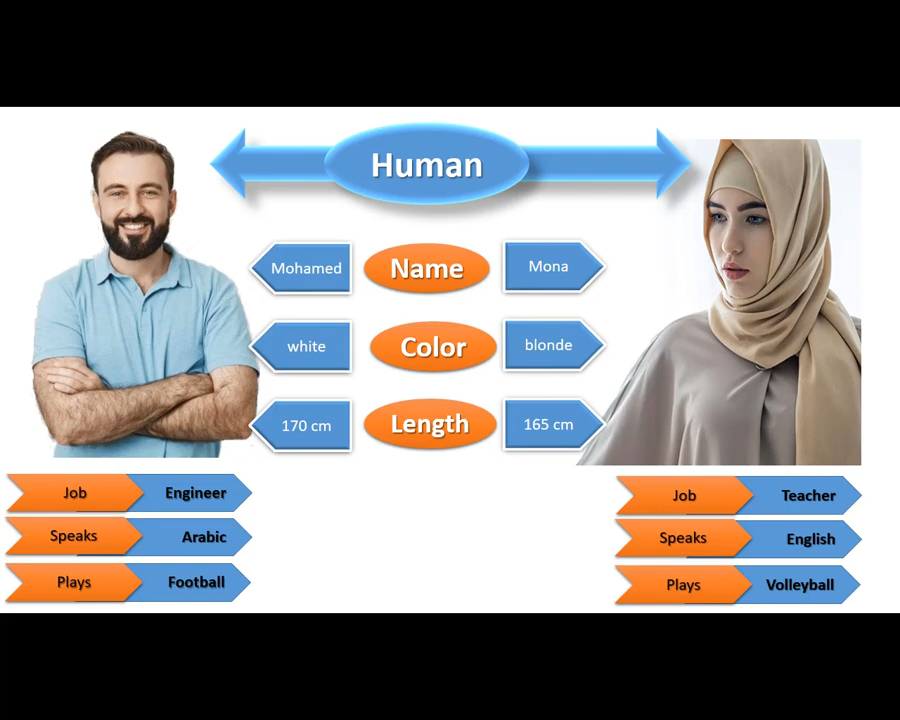 Human
Mohamed Name Mona
white Color blonde
170 cm Length 165 cm
Job Engineer
Speaks Arabic
Plays Football
Job Teacher
Speaks English
Plays Volleyball